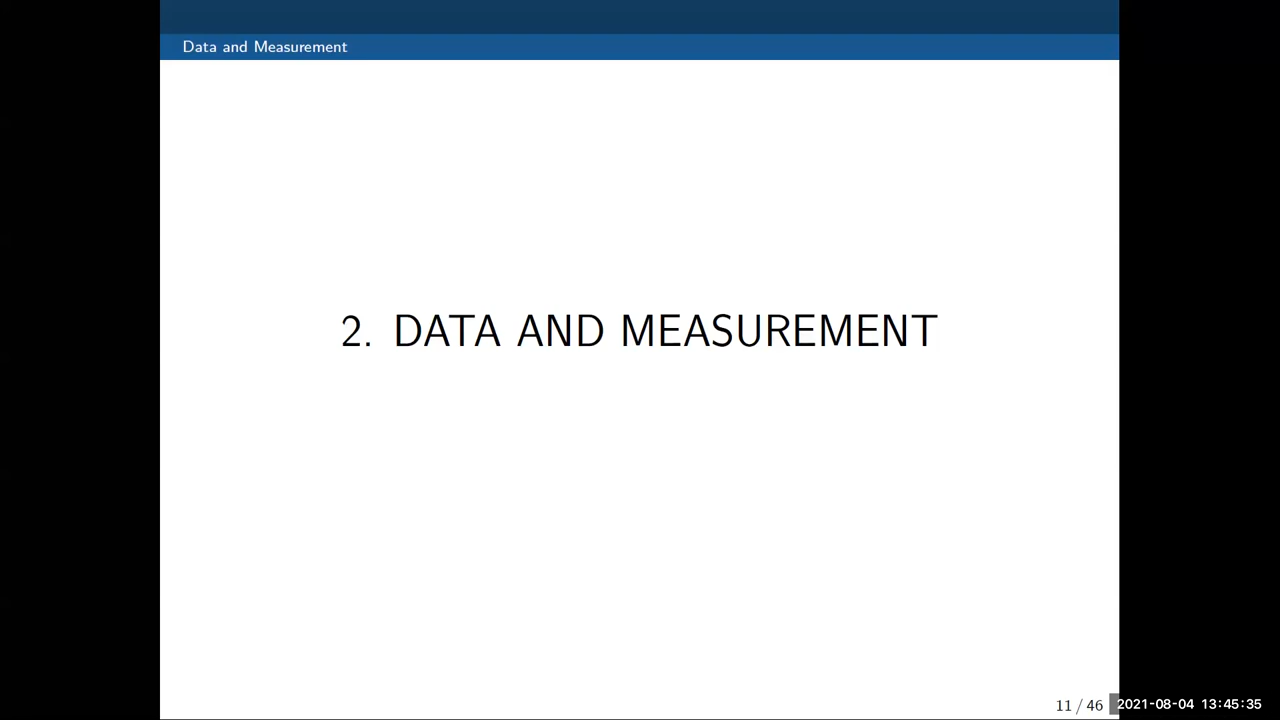 Data and Measurement
2. DATA AND MEASUREMENT
11 / 46
2021-08-04 13:45:35